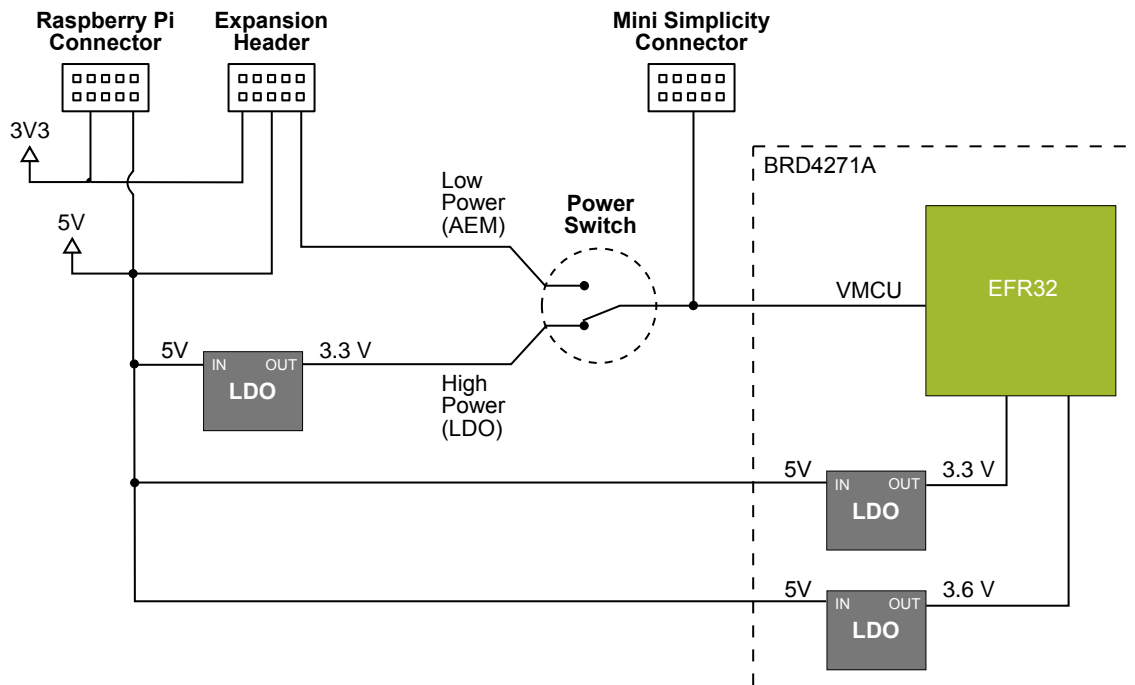 Raspberry Pi
Connector
Expansion
Header
Mini Simplicity
Connector
3V3
BRD4271A
Low
Power
(AEM)
Power
Switch
5V
VMCU
EFR32
5V
IN OUT
LDO
3.3 V
High
Power
(LDO)
5V
IN OUT
LDO
3.3 V
5V
IN OUT
LDO
3.6 V